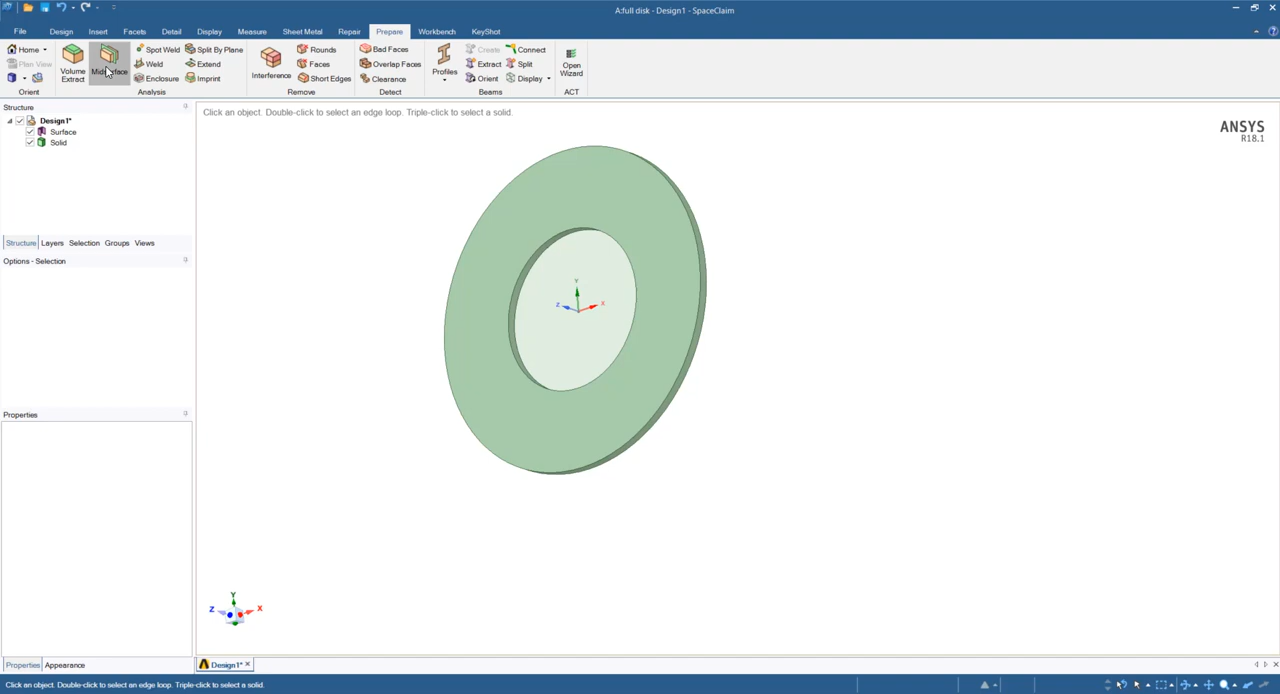 A:full disk - Design1 - SpaceClaim
File Design Insert Facets Detail Display Measure Sheet Metal Repair Prepare Workbench KeyShot
Home
Plan View
Orient
Volume Extract
Midsurface
Spot Weld
Weld
Enclosure
Split By Plane
Extend
Imprint
Analysis
Interference
Rounds
Faces
Short Edges
Remove
Bad Faces
Overlap Faces
Clearance
Detect
Profiles
Create
Extract
Orient
Connect
Split
Display
Beams
Open Wizard
ACT
Structure
Design1*
Surface
Solid
Structure Layers Selection Groups Views
Options - Selection
Properties
Properties Appearance
Click an object. Double-click to select an edge loop. Triple-click to select a solid.
ANSYS
R18.1
Y
Z
X
Y
Z
X
Design1*
Click an object. Double-click to select an edge loop. Triple-click to select a solid.